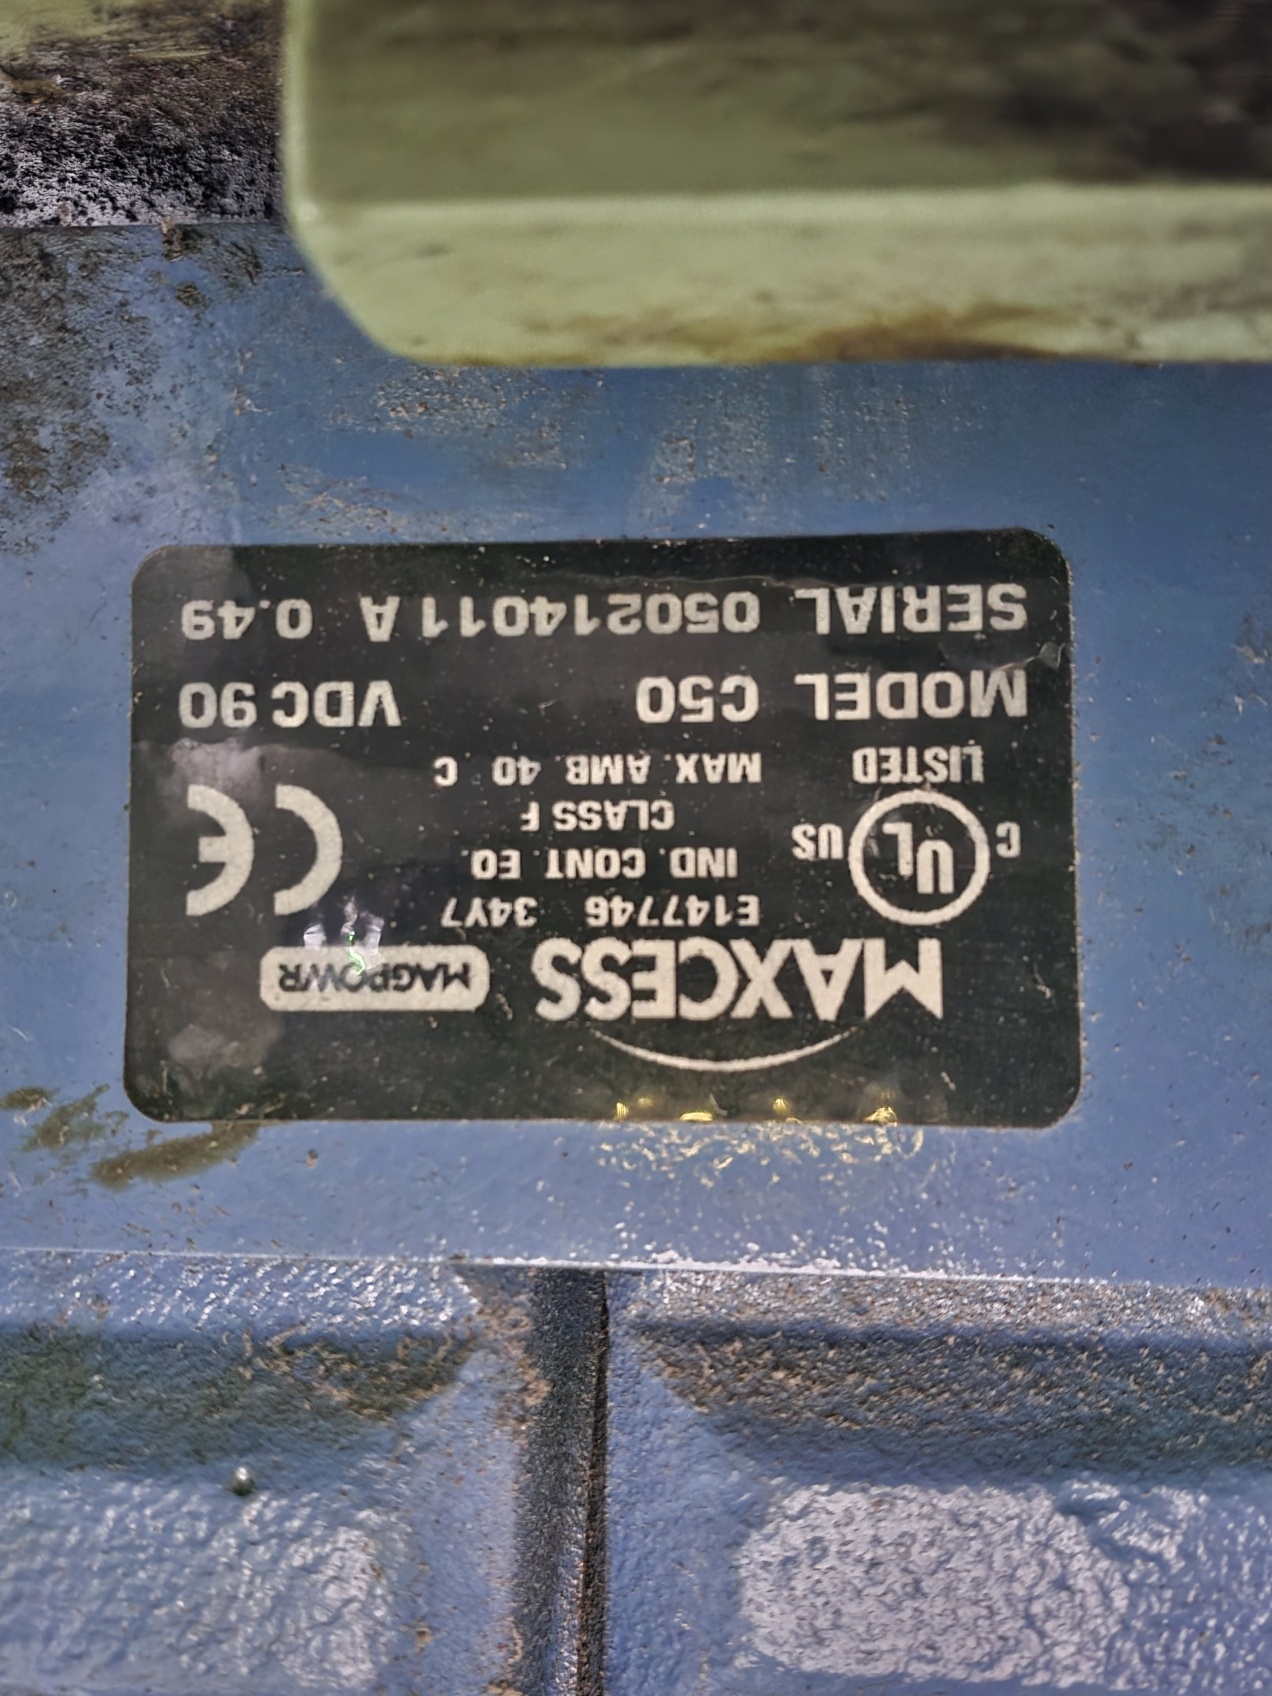 MAXCESS MAGPOWR
E147746 34Y7
IND. CONT. EQ.
CLASS F
MAX. AMB. 40 C
C UL US
LISTED
CE
MODEL C50 VDC 90
SERIAL 050214011 A 0.49